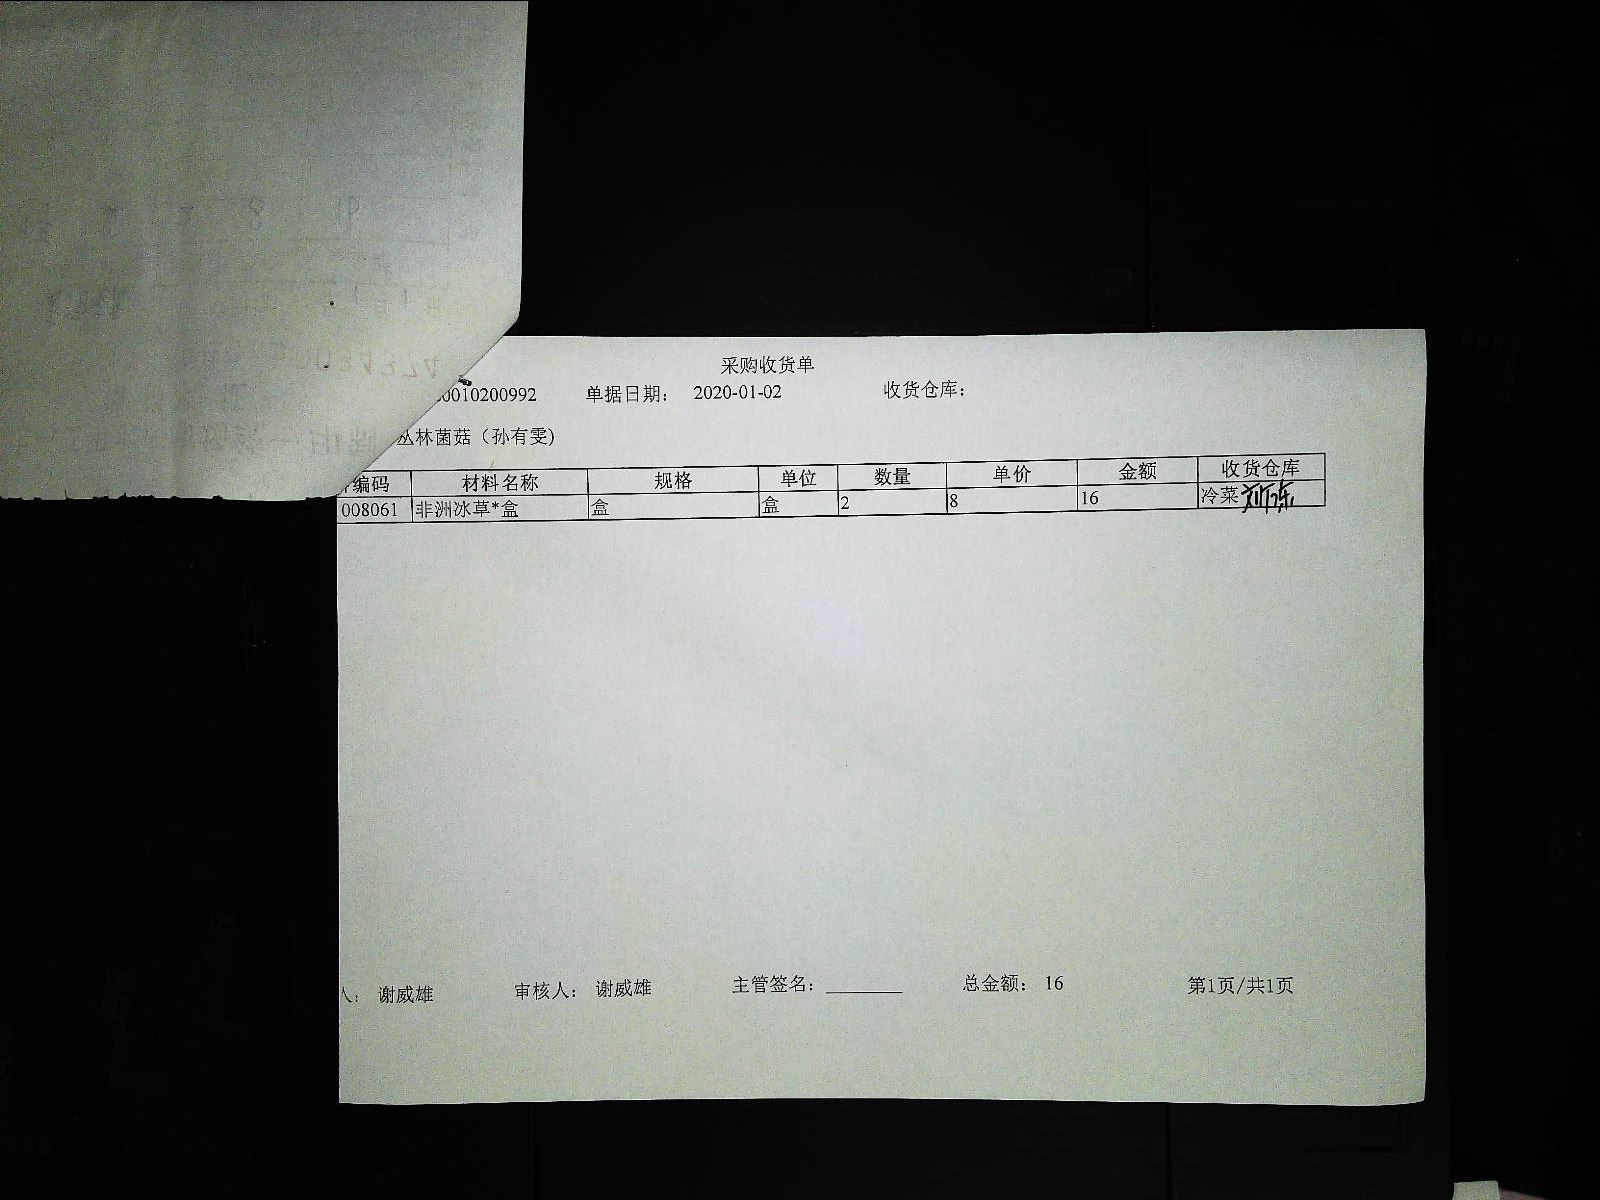 采购收货单
0010200992 单据日期: 2020-01-02 收货仓库:
丛林菌菇（孙有雯)
编码 材料名称 规格 单位 数量 单价 金额 收货仓库
008061 非洲冰草*盒 盒 盒 2 8 16 冷菜
人: 谢威雄 审核人: 谢威雄 主管签名: 总金额: 16 第1页/共1页